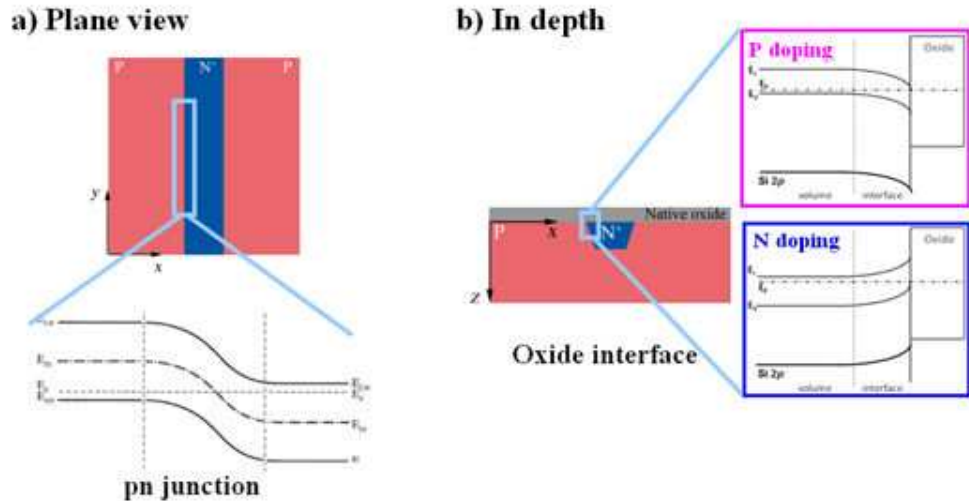 a) Plane view
b) In depth
P
N+
P
y
x
pn junction
Native oxide
P
x
N+
z
Oxide interface
P doping
Oxide
Si 2p
volume
interface
N doping
Oxide
Si 2p
volume
interface